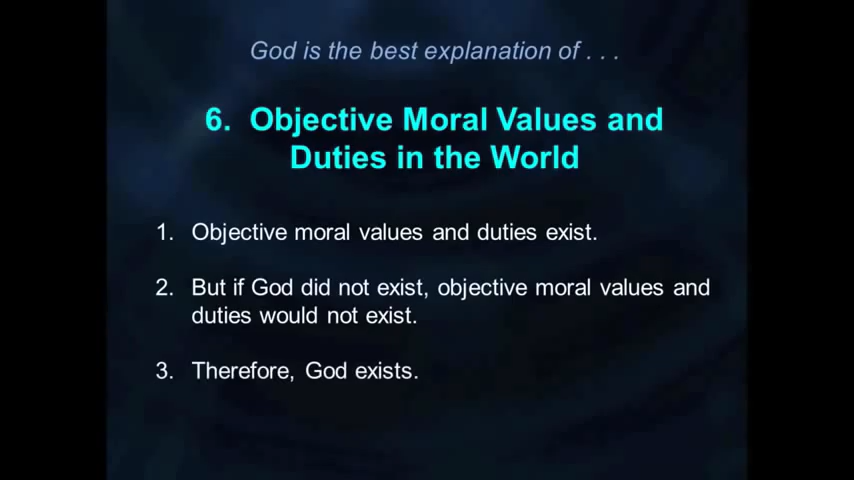 God is the best explanation of . . .
6. Objective Moral Values and
Duties in the World
1. Objective moral values and duties exist.
2. But if God did not exist, objective moral values and
duties would not exist.
3. Therefore, God exists.